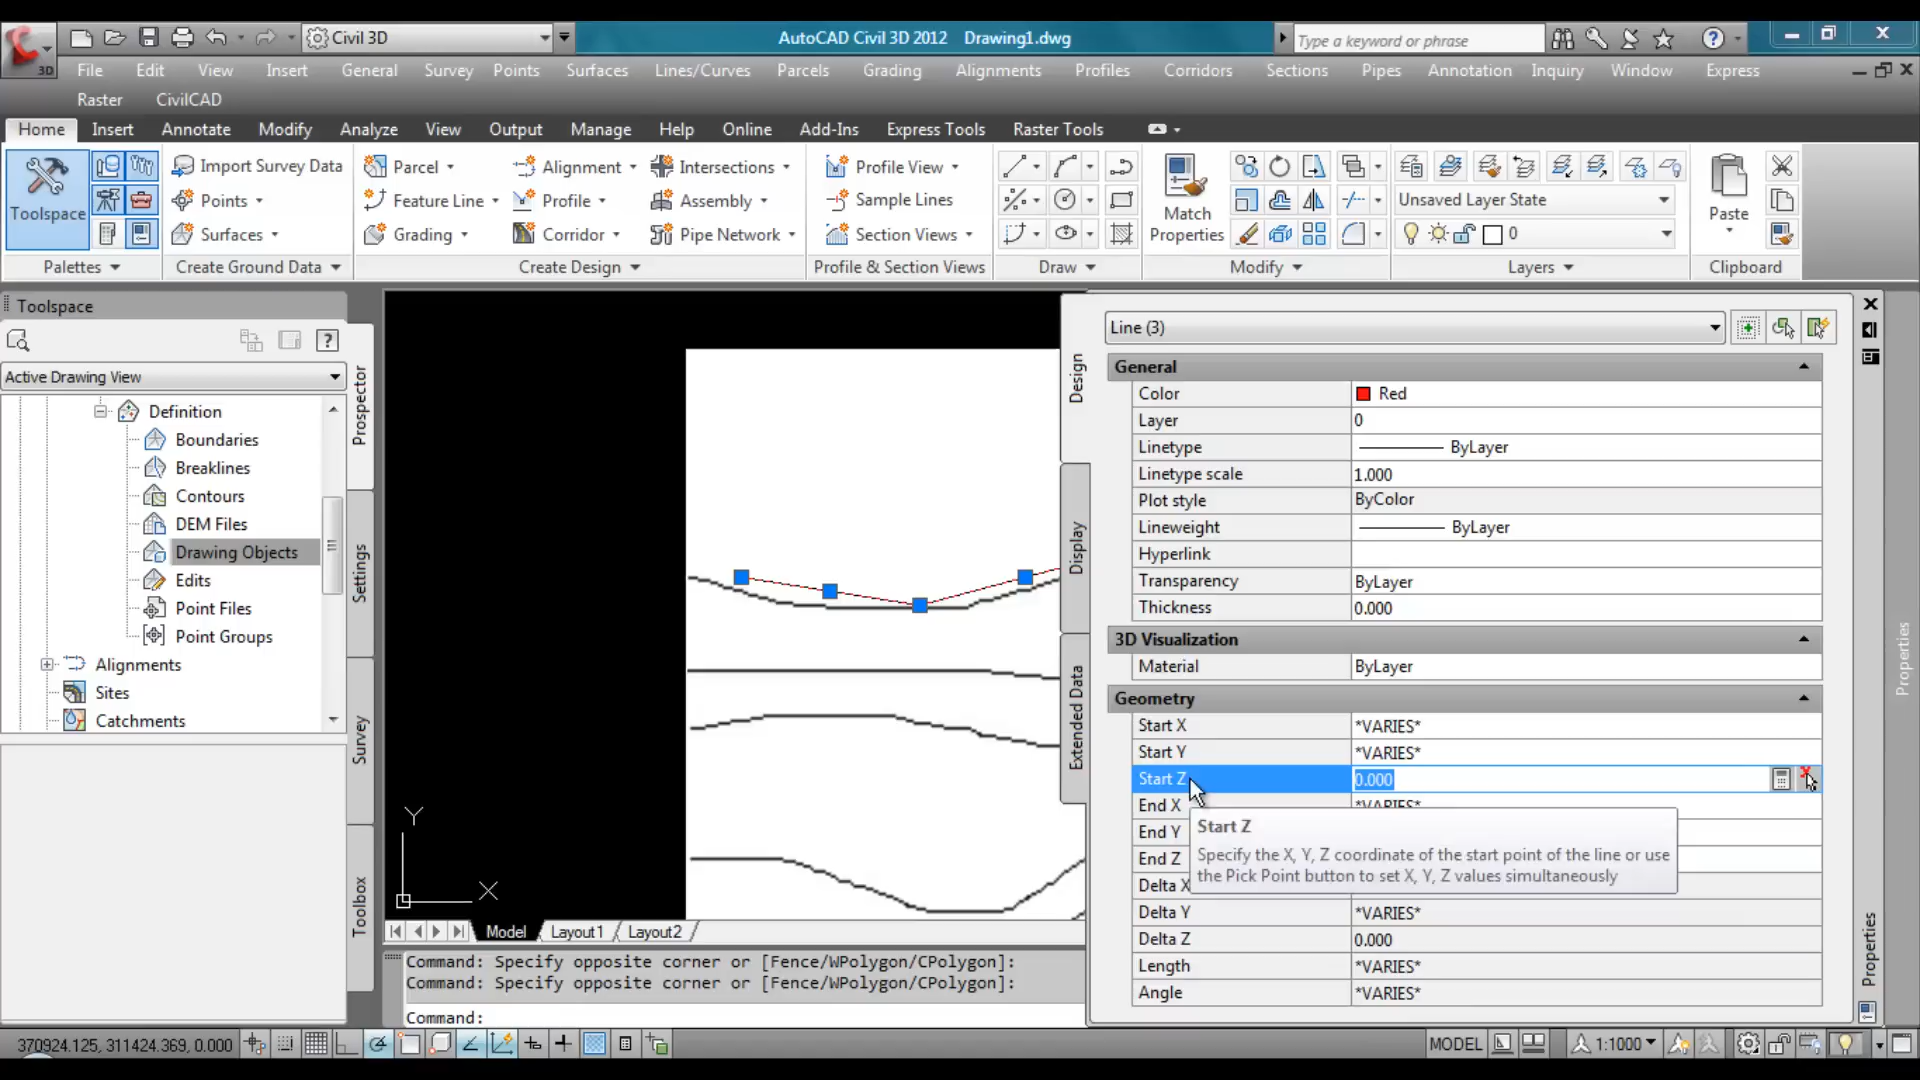 Civil 3D
AutoCAD Civil 3D 2012 Drawing1.dwg
Type a keyword or phrase
3D
File Edit View Insert General Survey Points Surfaces Lines/Curves Parcels Grading Alignments Profiles Corridors Sections Pipes Annotation Inquiry Window Express
Raster CivilCAD
Home Insert Annotate Modify Analyze View Output Manage Help Online Add-Ins Express Tools Raster Tools
Toolspace
Import Survey Data
Points
Surfaces
Parcel
Feature Line
Grading
Alignment
Profile
Corridor
Intersections
Assembly
Pipe Network
Profile View
Sample Lines
Section Views
Match
Properties
Unsaved Layer State
0
Paste
Palettes
Create Ground Data
Create Design
Profile & Section Views
Draw
Modify
Layers
Clipboard
Toolspace
Active Drawing View
Definition
Boundaries
Breaklines
Contours
DEM Files
Drawing Objects
Edits
Point Files
Point Groups
Alignments
Sites
Catchments
Prospector
Settings
Survey
Toolbox
Y
X
Model Layout1 Layout2
Command: Specify opposite corner or [Fence/WPolygon/CPolygon]:
Command: Specify opposite corner or [Fence/WPolygon/CPolygon]:
Command:
Design
Display
Extended Data
Line (3)
General
Color Red
Layer 0
Linetype ByLayer
Linetype scale 1.000
Plot style ByColor
Lineweight ByLayer
Hyperlink
Transparency ByLayer
Thickness 0.000
3D Visualization
Material ByLayer
Geometry
Start X *VARIES*
Start Y *VARIES*
Start Z 0.000
End X *VARIES*
End Y
End Z
Delta X
Start Z
Specify the X, Y, Z coordinate of the start point of the line or use
the Pick Point button to set X, Y, Z values simultaneously
Delta Y *VARIES*
Delta Z 0.000
Length *VARIES*
Angle *VARIES*
Properties
Properties
370924.125, 311424.369, 0.000
MODEL
1:1000